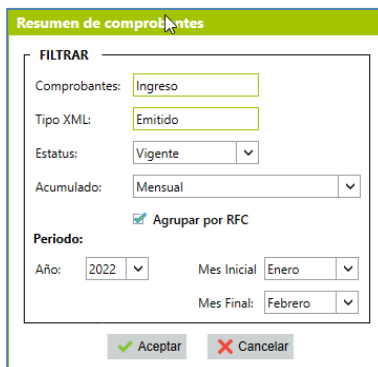 Resumen de comprobantes
FILTRAR
Comprobantes: Ingreso
Tipo XML: Emitido
Estatus: Vigente
Acumulado: Mensual
Agrupar por RFC
Periodo:
Año: 2022 Mes Inicial Enero
Mes Final: Febrero
Aceptar Cancelar